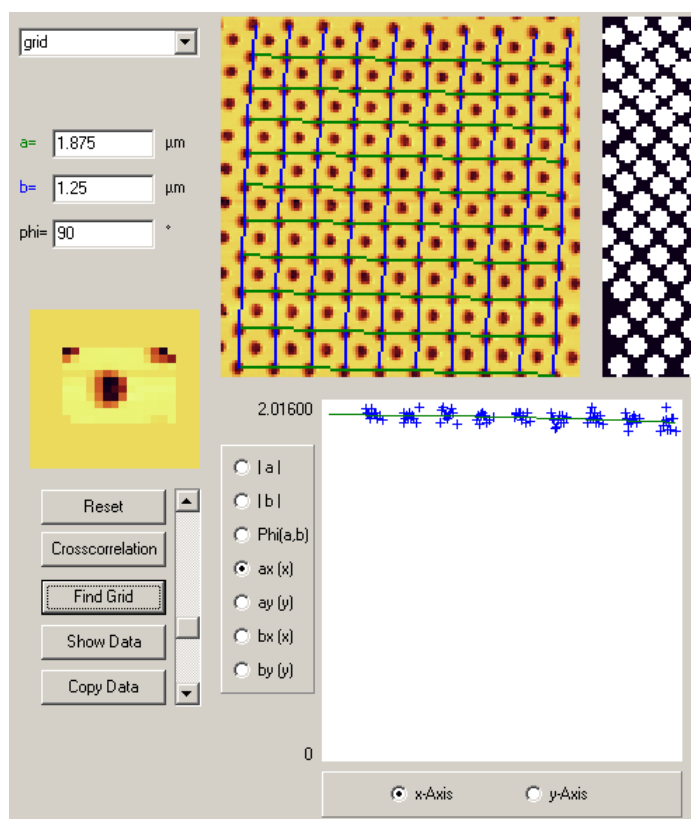 grid
a= 1.875 µm
b= 1.25 µm
phi= 90 °
2.01600
| a |
| b |
Phi(a,b)
ax (x)
ay (y)
bx (x)
by (y)
0
Reset
Crosscorrelation
Find Grid
Show Data
Copy Data
x-Axis y-Axis